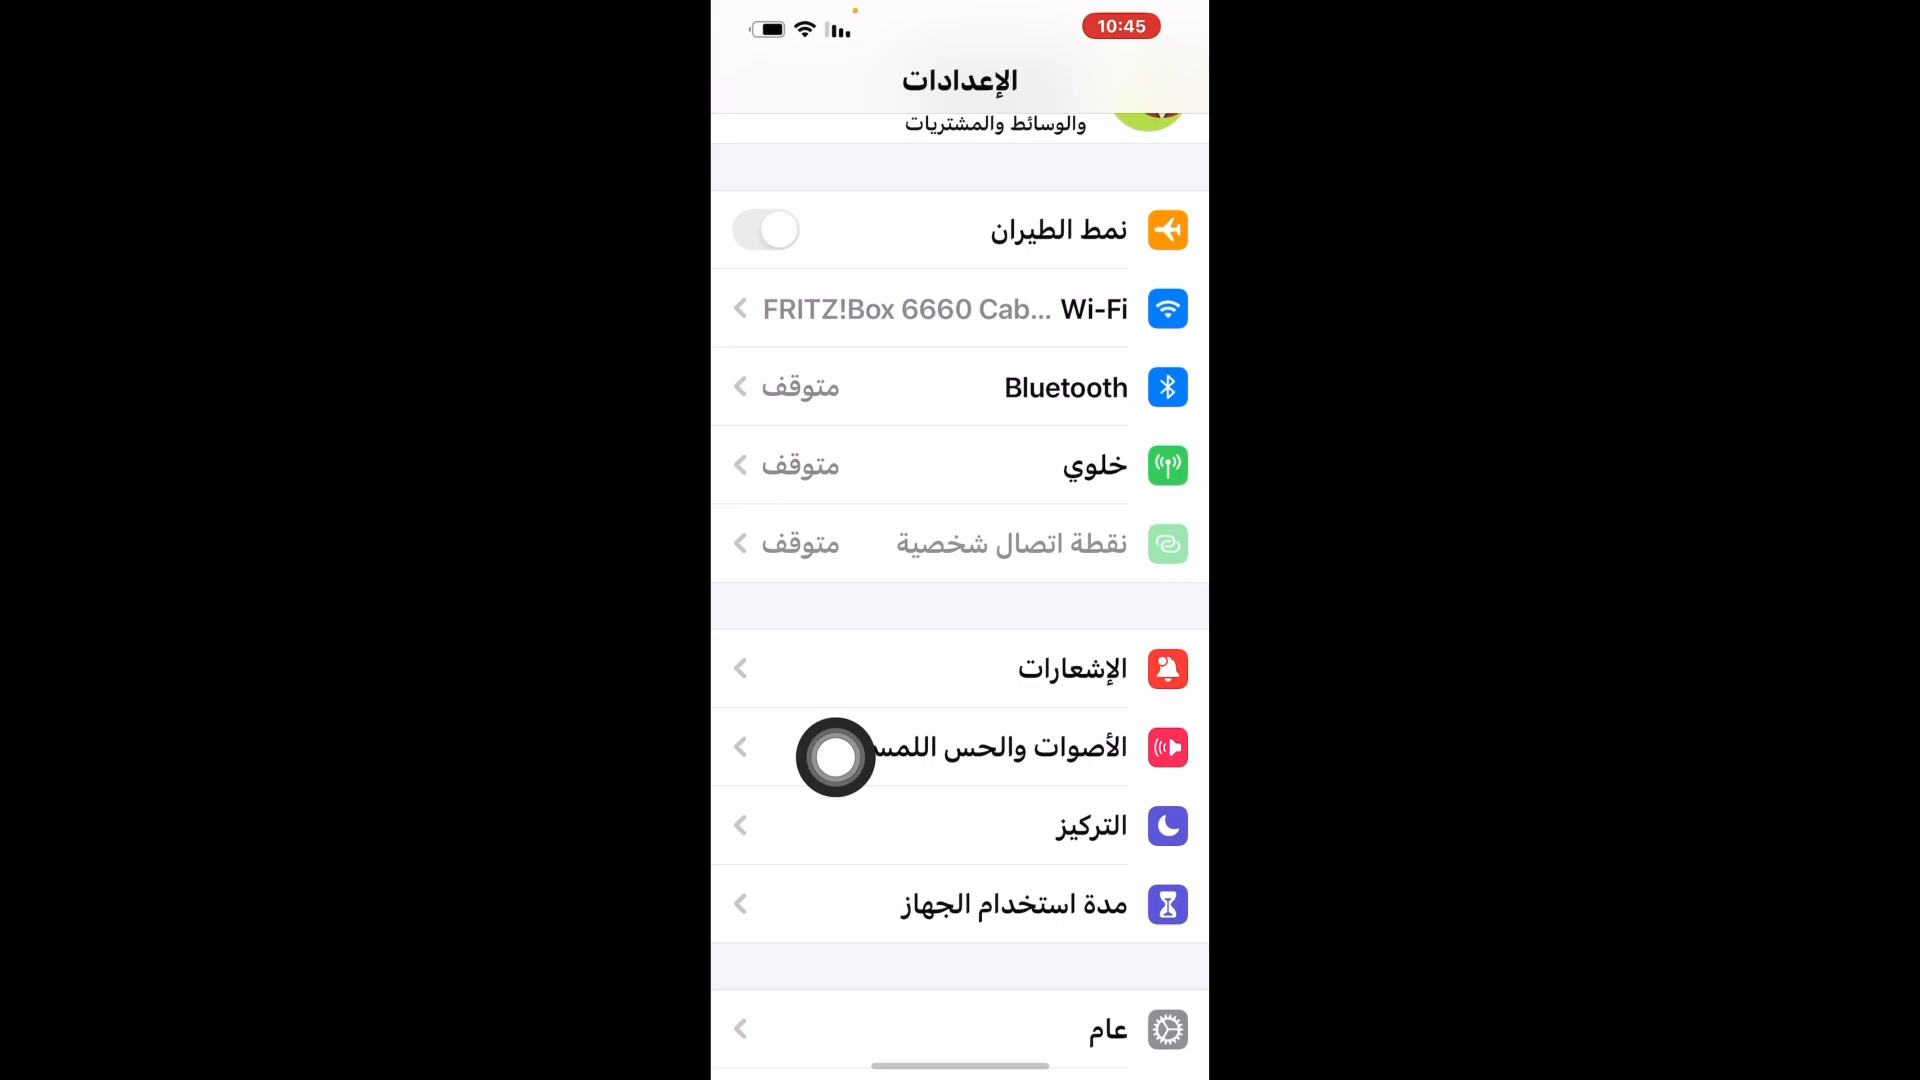 10:45
الإعدادات
والوسائط والمشتريات
نمط الطيران
Wi-Fi FRITZ!Box 6660 Cab...
Bluetooth متوقف
خلوي متوقف
نقطة اتصال شخصية متوقف
الإشعارات
الأصوات والحس
التركيز
مدة استخدام الجهاز
عام